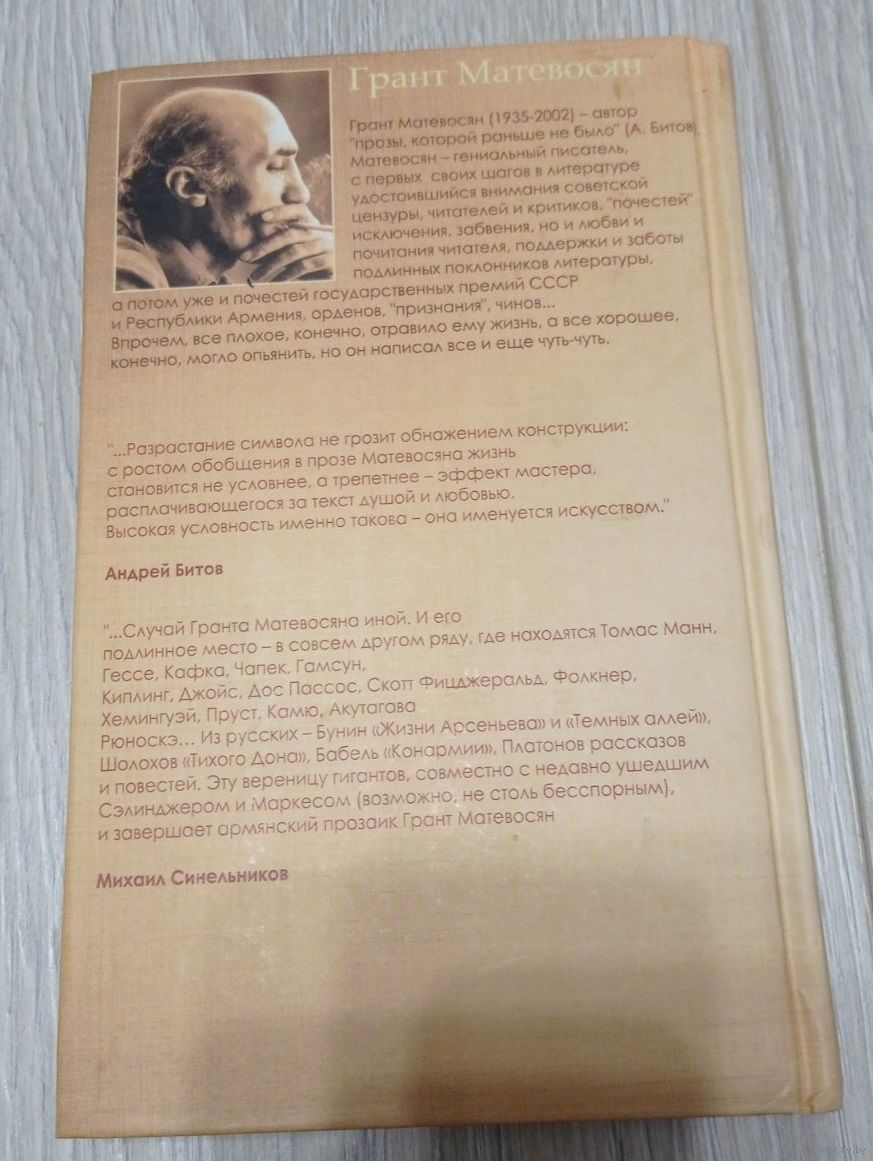 Грант Матевосян
Грант Матевосян (1935-2002) – автор
"прозы, которой раньше не было" (А. Битов).
Матевосян – гениальный писатель,
с первых своих шагов в литературе
удостоившийся внимания советской
цензуры, читателей и критиков, "почестей"
исключения, забвения, но и любви и
почитания читателя, поддержки и заботы
подлинных поклонников литературы,
а потом уже и почестей государственных премий СССР
и Республики Армения, орденов, "признания", чинов...
Впрочем, все плохое, конечно, отравило ему жизнь, а все хорошее,
конечно, могло опьянить, но он написал все и еще чуть-чуть.
"...Разрастание символа не грозит обнажением конструкции:
с ростом обобщения в прозе Матевосяна жизнь
становится не условнее, а трепетнее – эффект мастера,
расплачивающегося за текст душой и любовью.
Высокая условность именно такова – она именуется искусством."
Андрей Битов
"...Случай Гранта Матевосяна иной. И его
подлинное место – в совсем другом ряду, где находятся Томас Манн,
Гессе, Кафка, Чапек, Гамсун,
Киплинг, Джойс, Дос Пассос, Скотт Фицджеральд, Фолкнер,
Хемингуэй, Пруст, Камю, Акутагава
Рюноскэ... Из русских – Бунин «Жизни Арсеньева» и «Темных аллей»,
Шолохов «Тихого Дона», Бабель «Конармии», Платонов рассказов
и повестей. Эту вереницу гигантов, совместно с недавно ушедшим
Сэлинджером и Маркесом (возможно, не столь бесспорным),
и завершает армянский прозаик Грант Матевосян
Михаил Синельников